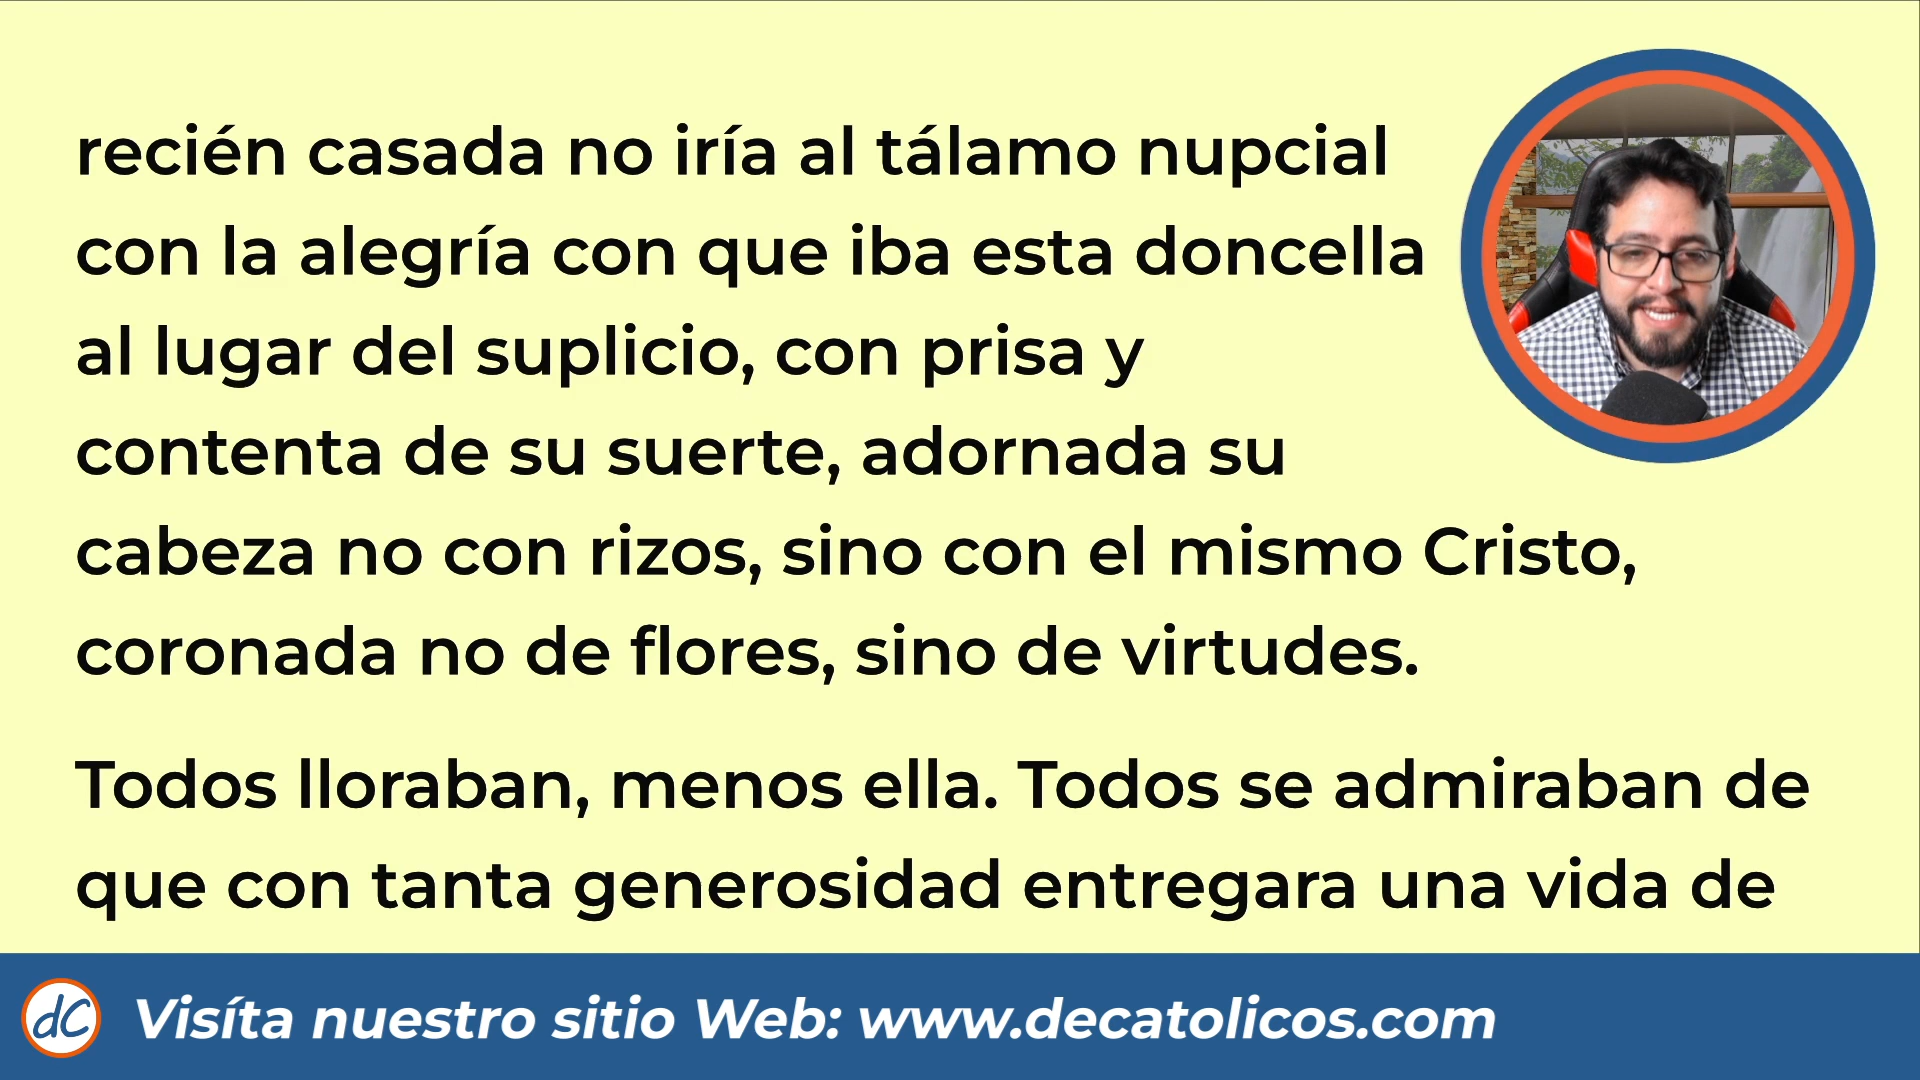 recién casada no iría al tálamo nupcial
con la alegría con que iba esta doncella
al lugar del suplicio, con prisa y
contenta de su suerte, adornada su
cabeza no con rizos, sino con el mismo Cristo,
coronada no de flores, sino de virtudes.
Todos lloraban, menos ella. Todos se admiraban de
que con tanta generosidad entregara una vida de
dC
Visíta nuestro sitio Web: www.decatolicos.com